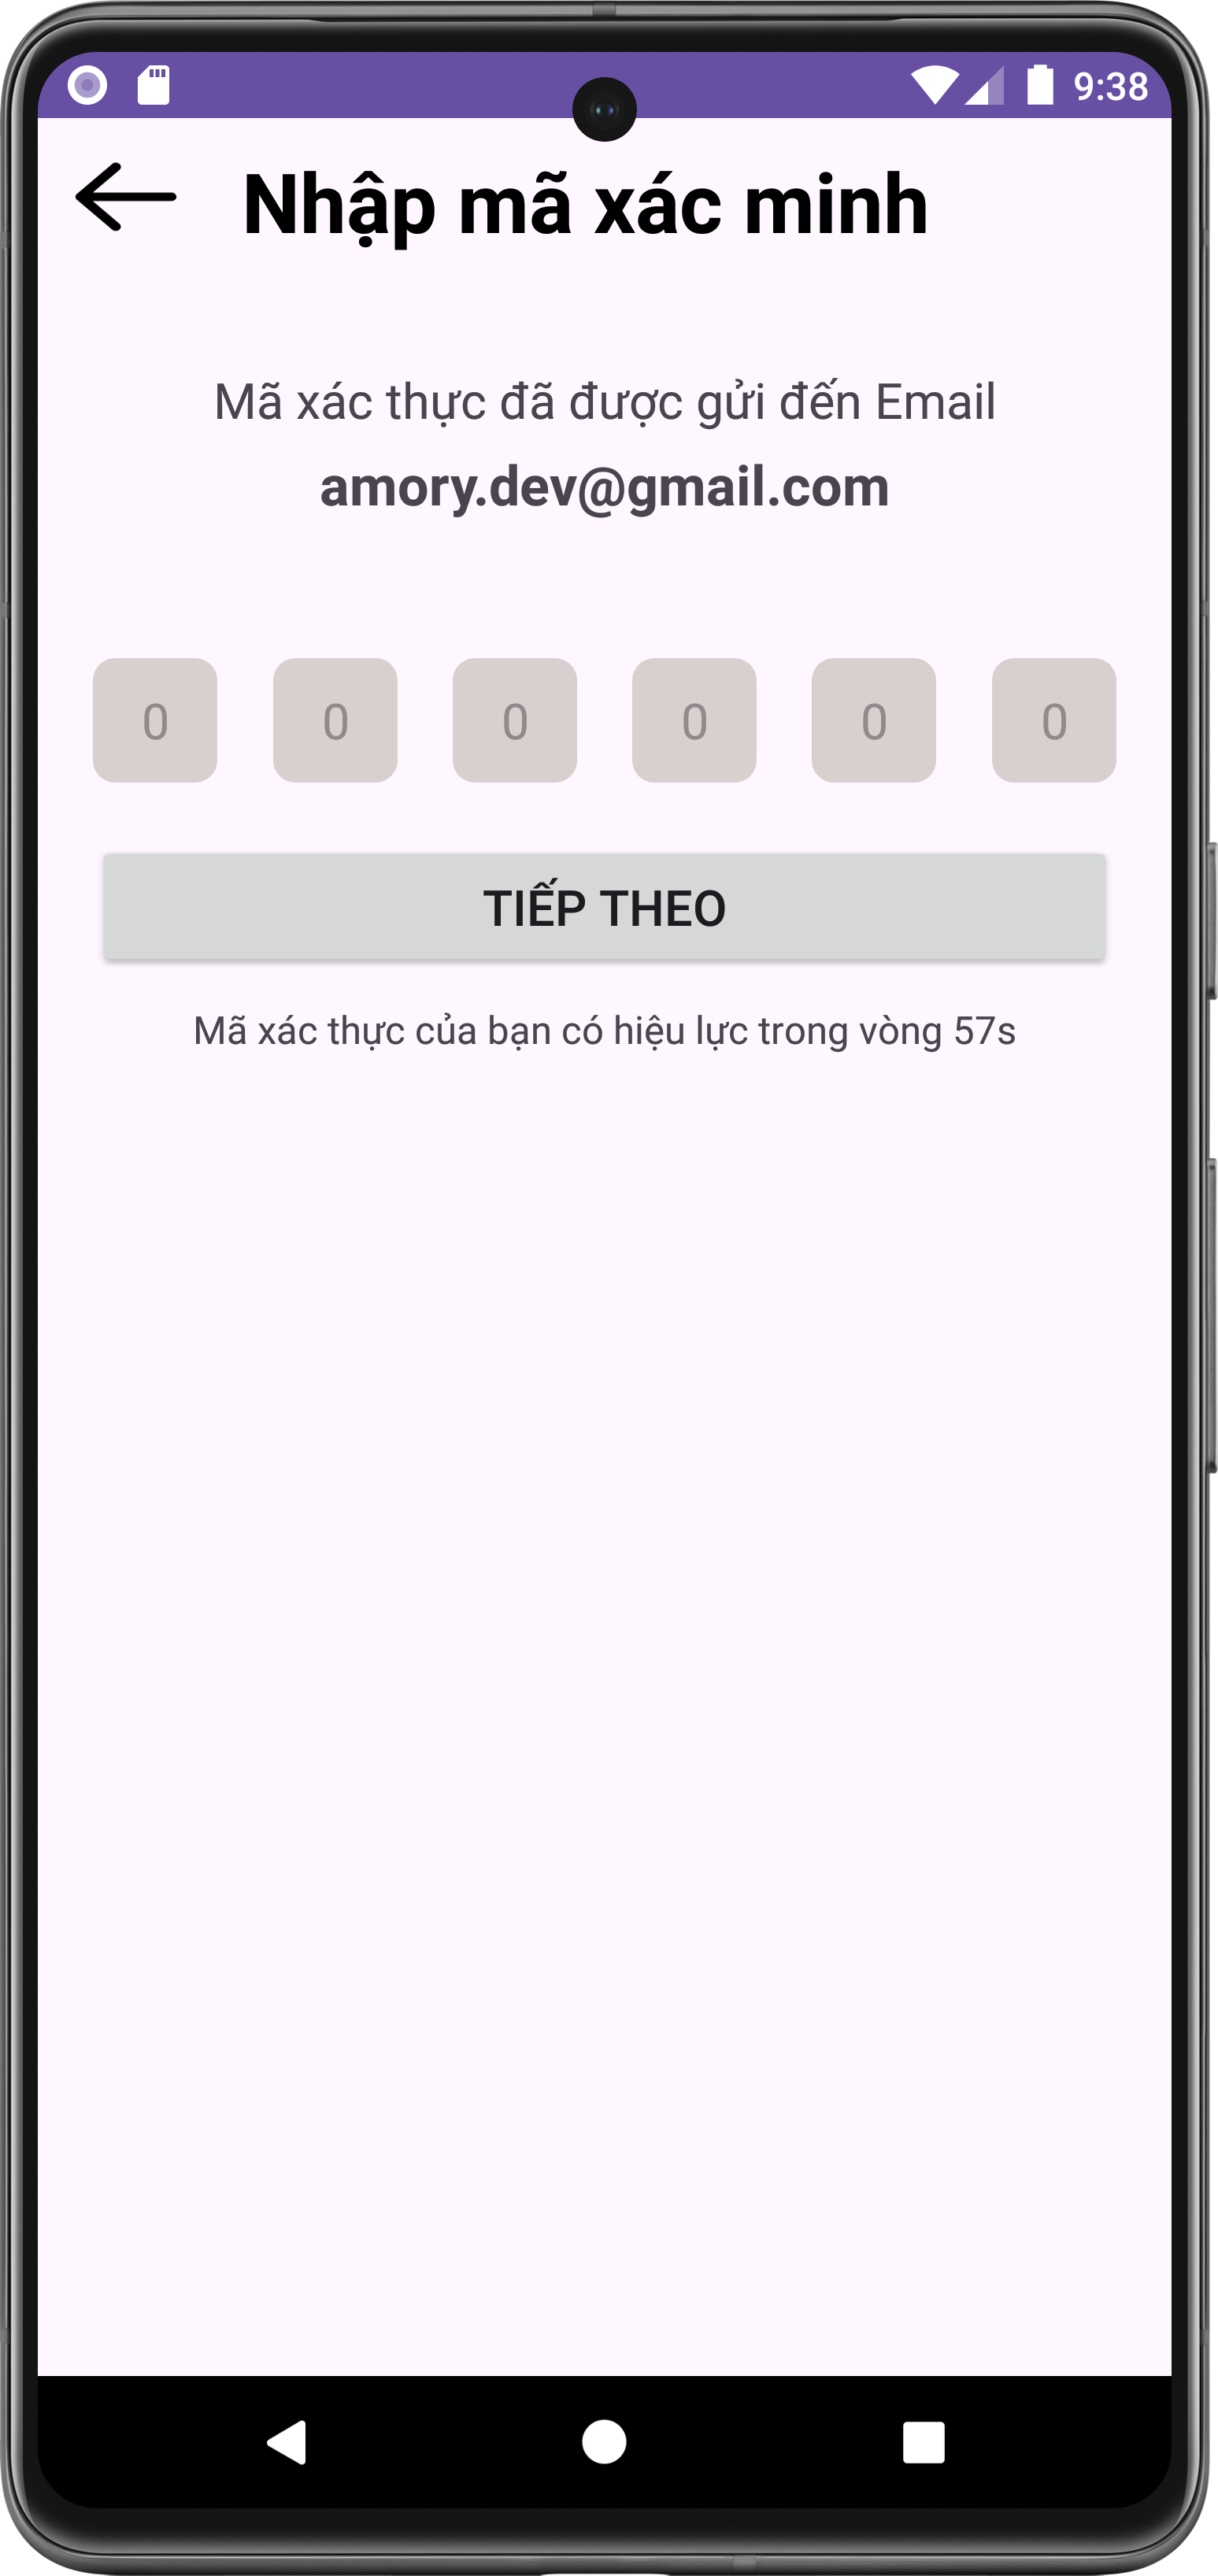 9:38
Nhập mã xác minh
Mã xác thực đã được gửi đến Email
amory.dev@gmail.com
0 0 0 0 0 0
TIẾP THEO
Mã xác thực của bạn có hiệu lực trong vòng 57s